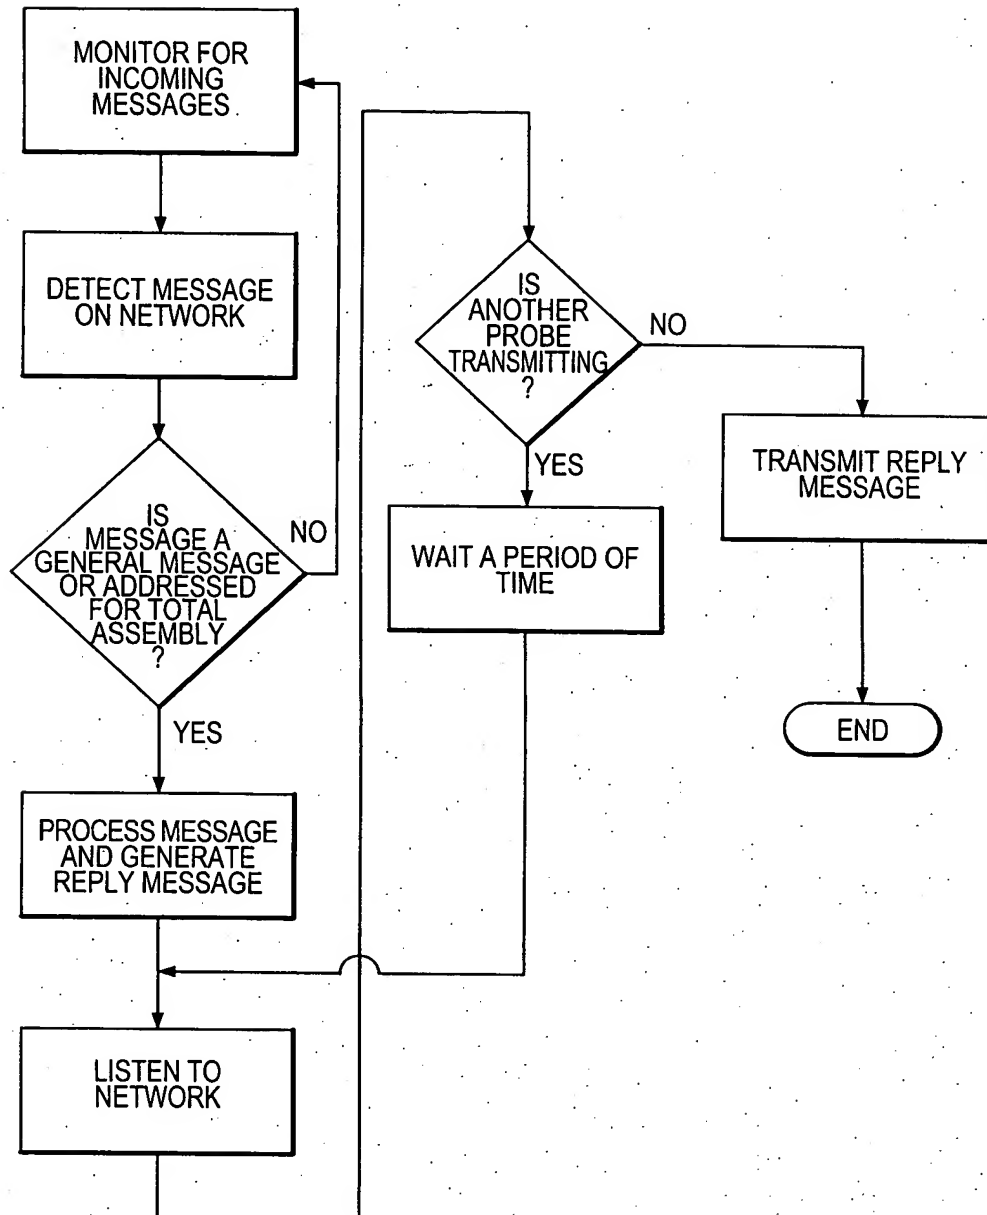 MONITOR FOR
INCOMING
MESSAGES
DETECT MESSAGE
ON NETWORK
IS
MESSAGE A
GENERAL MESSAGE
OR ADDRESSED
FOR TOTAL
ASSEMBLY
?
NO
YES
PROCESS MESSAGE
AND GENERATE
REPLY MESSAGE
LISTEN TO
NETWORK
IS
ANOTHER
PROBE
TRANSMITTING
?
NO
YES
WAIT A PERIOD OF
TIME
TRANSMIT REPLY
MESSAGE
END